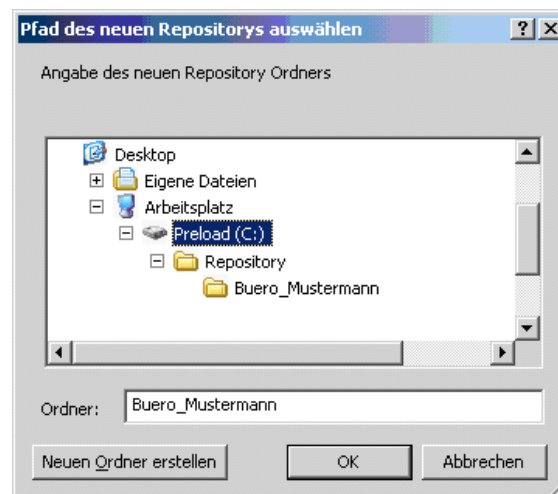 Pfad des neuen Repositorys auswählen
Angabe des neuen Repository Ordners
Desktop
Eigene Dateien
Arbeitsplatz
Preload (C:)
Repository
Buero_Mustermann
Ordner: Buero_Mustermann
Neuen Ordner erstellen OK Abbrechen